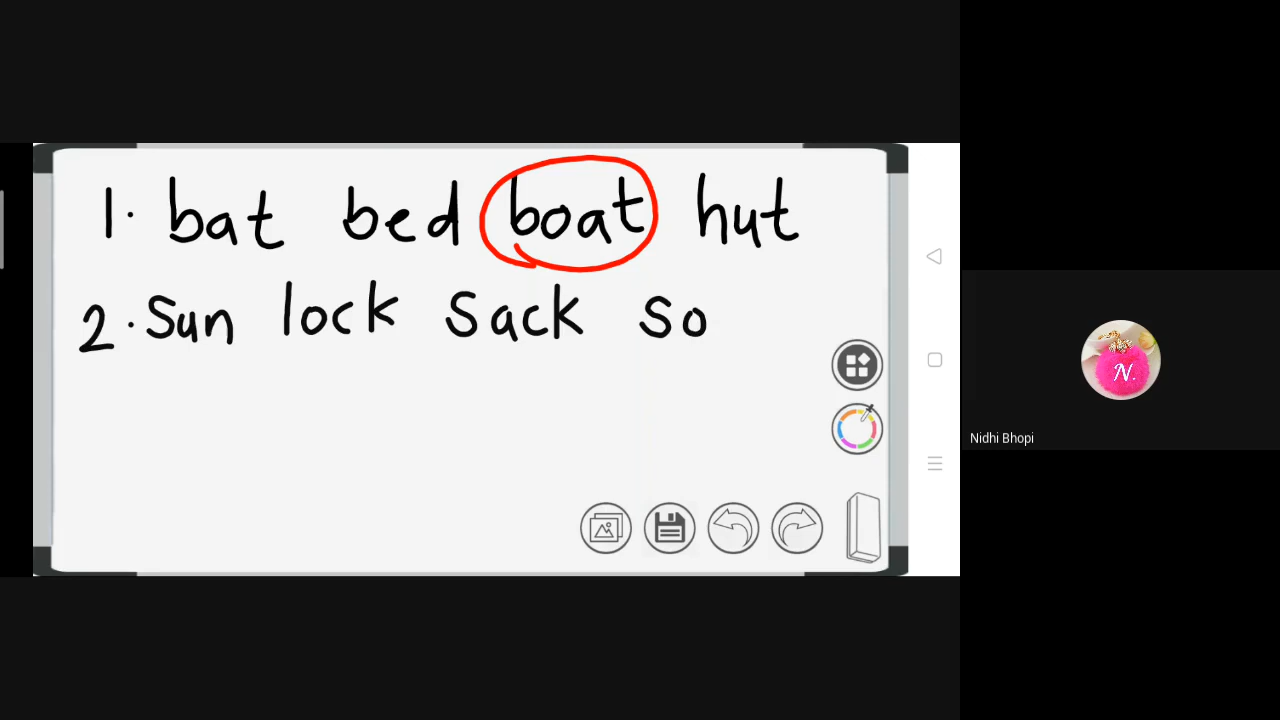 1. bat bed boat hut
2. Sun lock Sack so
N.
Nidhi Bhopi